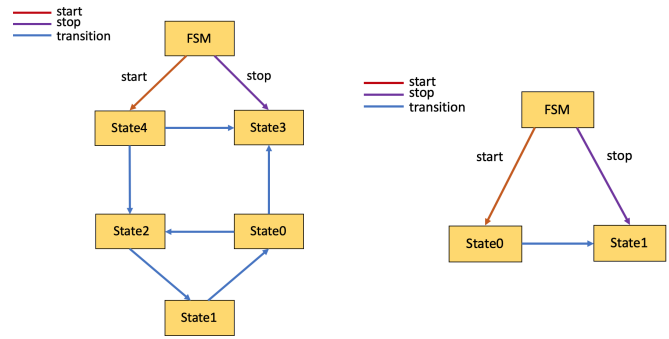 start
stop
transition
FSM
start
stop
State4
State3
State2
State0
State1
start
stop
transition
FSM
start
stop
State0
State1